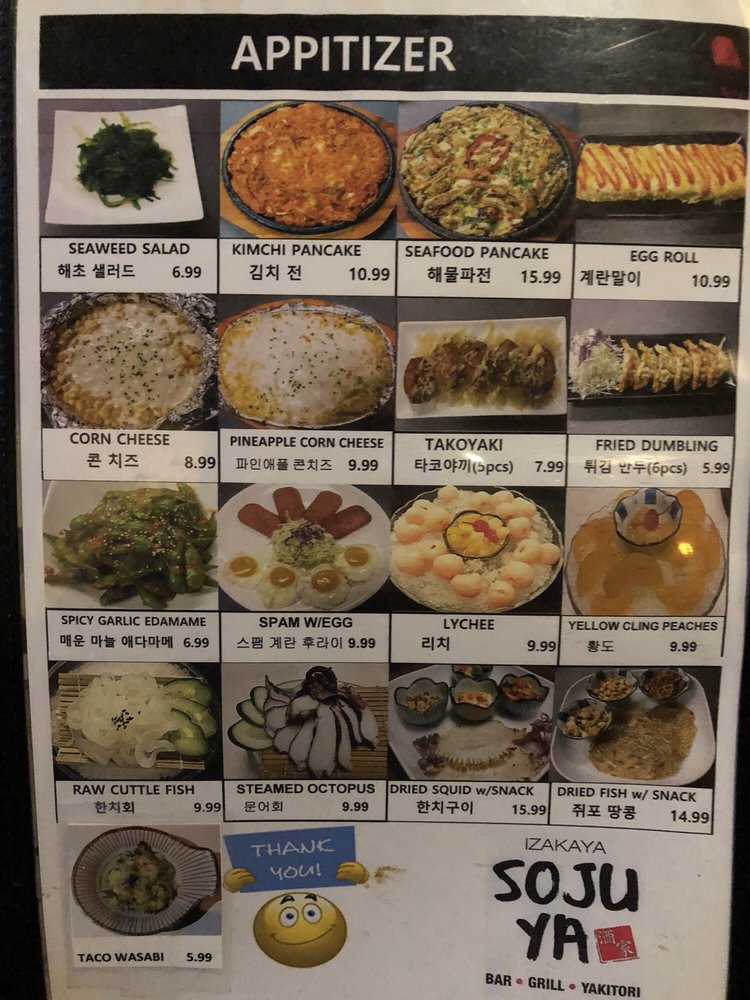 APPITIZER
SEAWEED SALAD
해초 샐러드 6.99
KIMCHI PANCAKE
김치 전 10.99
SEAFOOD PANCAKE
해물파전 15.99
EGG ROLL
계란말이 10.99
CORN CHEESE
콘 치즈 8.99
PINEAPPLE CORN CHEESE
파인애플 콘치즈 9.99
TAKOYAKI
타코야끼(5pcs) 7.99
FRIED DUMBLING
튀김 만두(6pcs) 5.99
SPICY GARLIC EDAMAME
매운 마늘 애다마메 6.99
SPAM W/EGG
스팸 계란 후라이 9.99
LYCHEE
리치 9.99
YELLOW CLING PEACHES
황도 9.99
RAW CUTTLE FISH
한치회 9.99
STEAMED OCTOPUS
문어회 9.99
DRIED SQUID w/SNACK
한치구이 15.99
DRIED FISH w/ SNACK
쥐포 땅콩 14.99
TACO WASABI 5.99
THANK
YOU!
IZAKAYA
SOJU
YA 酒家
BAR • GRILL • YAKITORI